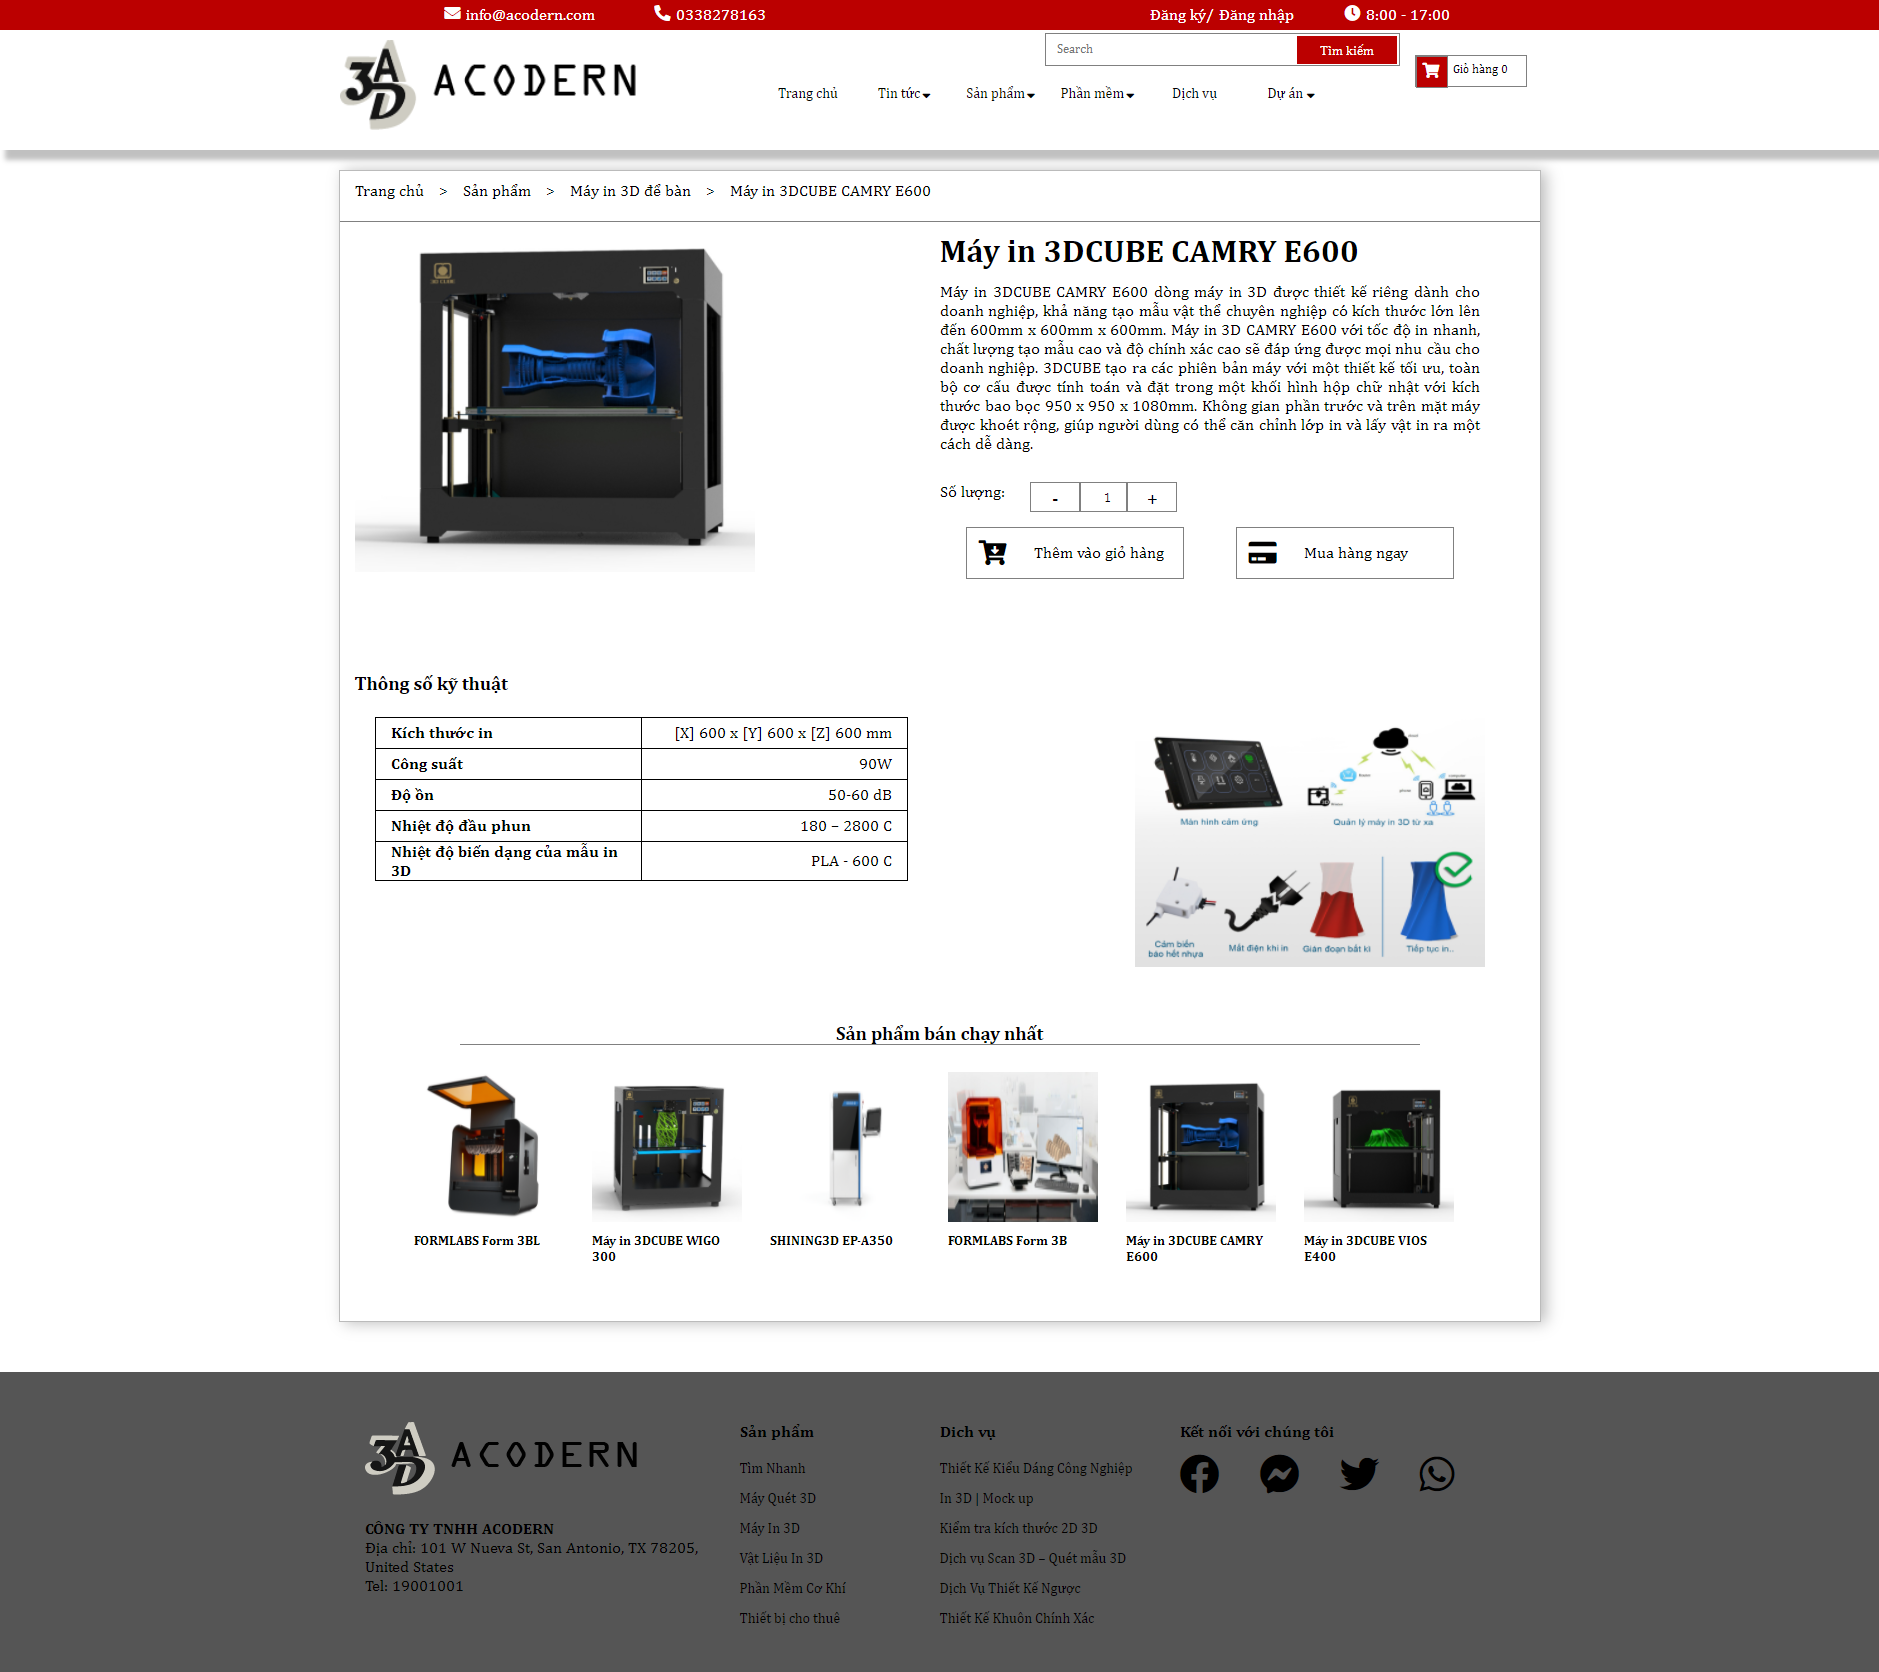 info@acodern.com
0338278163
Đăng ký/ Đăng nhập
8:00 - 17:00
3AD ACODERN
Search
Tìm kiếm
Giỏ hàng 0
Trang chủ
Tin tức
Sản phẩm
Phần mềm
Dịch vụ
Dự án
Trang chủ > Sản phẩm > Máy in 3D để bàn > Máy in 3DCUBE CAMRY E600
Máy in 3DCUBE CAMRY E600
Máy in 3DCUBE CAMRY E600 dòng máy in 3D được thiết kế riêng dành cho
doanh nghiệp, khả năng tạo mẫu vật thể chuyên nghiệp có kích thước lớn lên
đến 600mm x 600mm x 600mm. Máy in 3D CAMRY E600 với tốc độ in nhanh,
chất lượng tạo mẫu cao và độ chính xác cao sẽ đáp ứng được mọi nhu cầu cho
doanh nghiệp. 3DCUBE tạo ra các phiên bản máy với một thiết kế tối ưu, toàn
bộ cơ cấu được tính toán và đặt trong một khối hình hộp chữ nhật với kích
thước bao bọc 950 x 950 x 1080mm. Không gian phần trước và trên mặt máy
được khoét rộng, giúp người dùng có thể căn chỉnh lớp in và lấy vật in ra một
cách dễ dàng.
Số lượng:
- 1 +
Thêm vào giỏ hàng
Mua hàng ngay
Thông số kỹ thuật
Kích thước in [X] 600 x [Y] 600 x [Z] 600 mm
Công suất 90W
Độ ồn 50-60 dB
Nhiệt độ đầu phun 180 – 2800 C
Nhiệt độ biến dạng của mẫu in
3D
PLA - 600 C
Màn hình cảm ứng
Quản lý máy in 3D từ xa
Cảm biến
báo hết nhựa
Mất điện khi in
Gián đoạn bất kì
Tiếp tục in..
Sản phẩm bán chạy nhất
FORMLABS Form 3BL
Máy in 3DCUBE WIGO
300
SHINING3D EP-A350
FORMLABS Form 3B
Máy in 3DCUBE CAMRY
E600
Máy in 3DCUBE VIOS
E400
3AD ACODERN
CÔNG TY TNHH ACODERN
Địa chỉ: 101 W Nueva St, San Antonio, TX 78205,
United States
Tel: 19001001
Sản phẩm
Tìm Nhanh
Máy Quét 3D
Máy In 3D
Vật Liệu In 3D
Phần Mềm Cơ Khí
Thiết bị cho thuê
Dich vụ
Thiết Kế Kiểu Dáng Công Nghiệp
In 3D | Mock up
Kiểm tra kích thước 2D 3D
Dịch vụ Scan 3D – Quét mẫu 3D
Dịch Vụ Thiết Kế Ngược
Thiết Kế Khuôn Chính Xác
Kết nối với chúng tôi